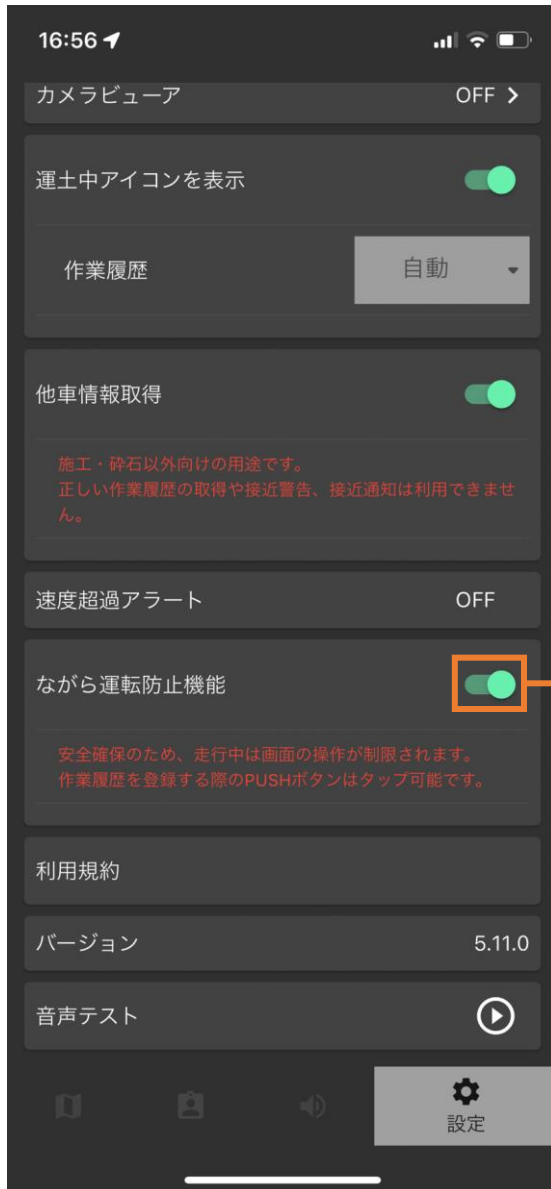 16:56
カメラビューア OFF
運土中アイコンを表示
作業履歴 自動
他車情報取得
施工・砕石以外向けの用途です。
正しい作業履歴の取得や接近警告、接近通知は利用できませ
ん。
速度超過アラート OFF
ながら運転防止機能
安全確保のため、走行中は画面の操作が制限されます。
作業履歴を登録する際のPUSHボタンはタップ可能です。
利用規約
バージョン 5.11.0
音声テスト
設定